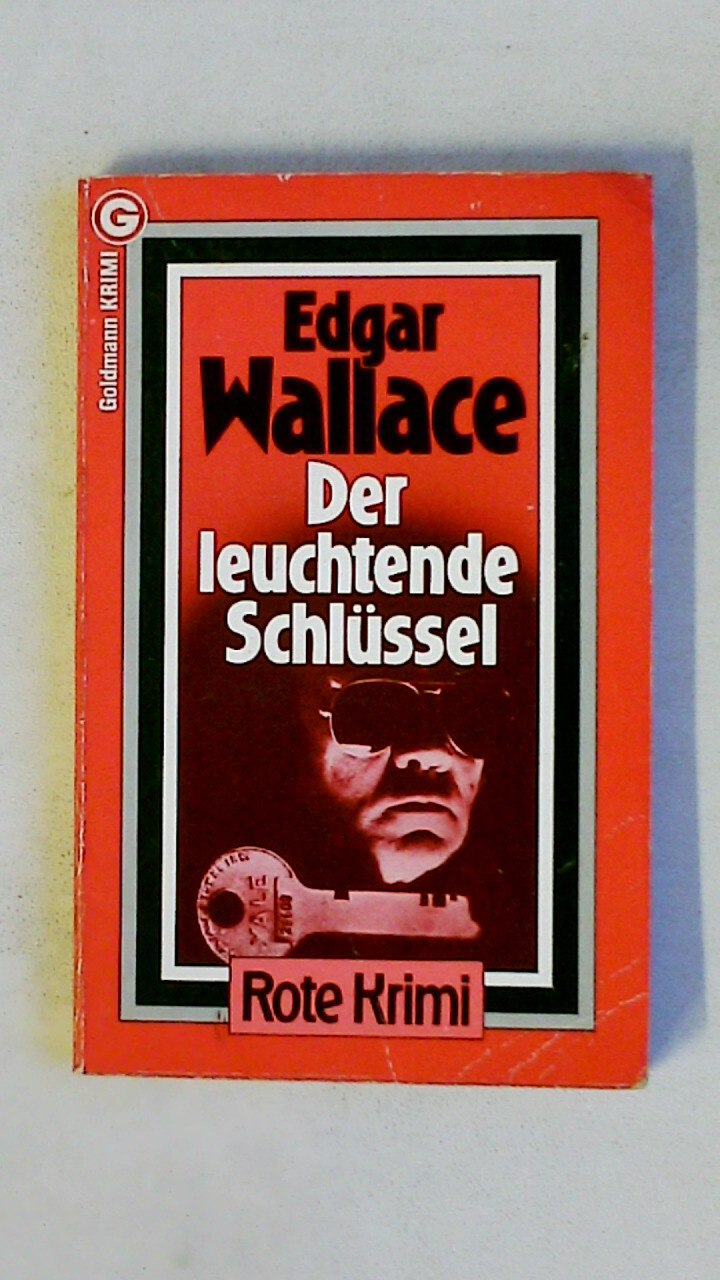 G
Goldmann KRIMI
Edgar
Wallace
Der
leuchtende
Schlüssel
YALE
Rote Krimi